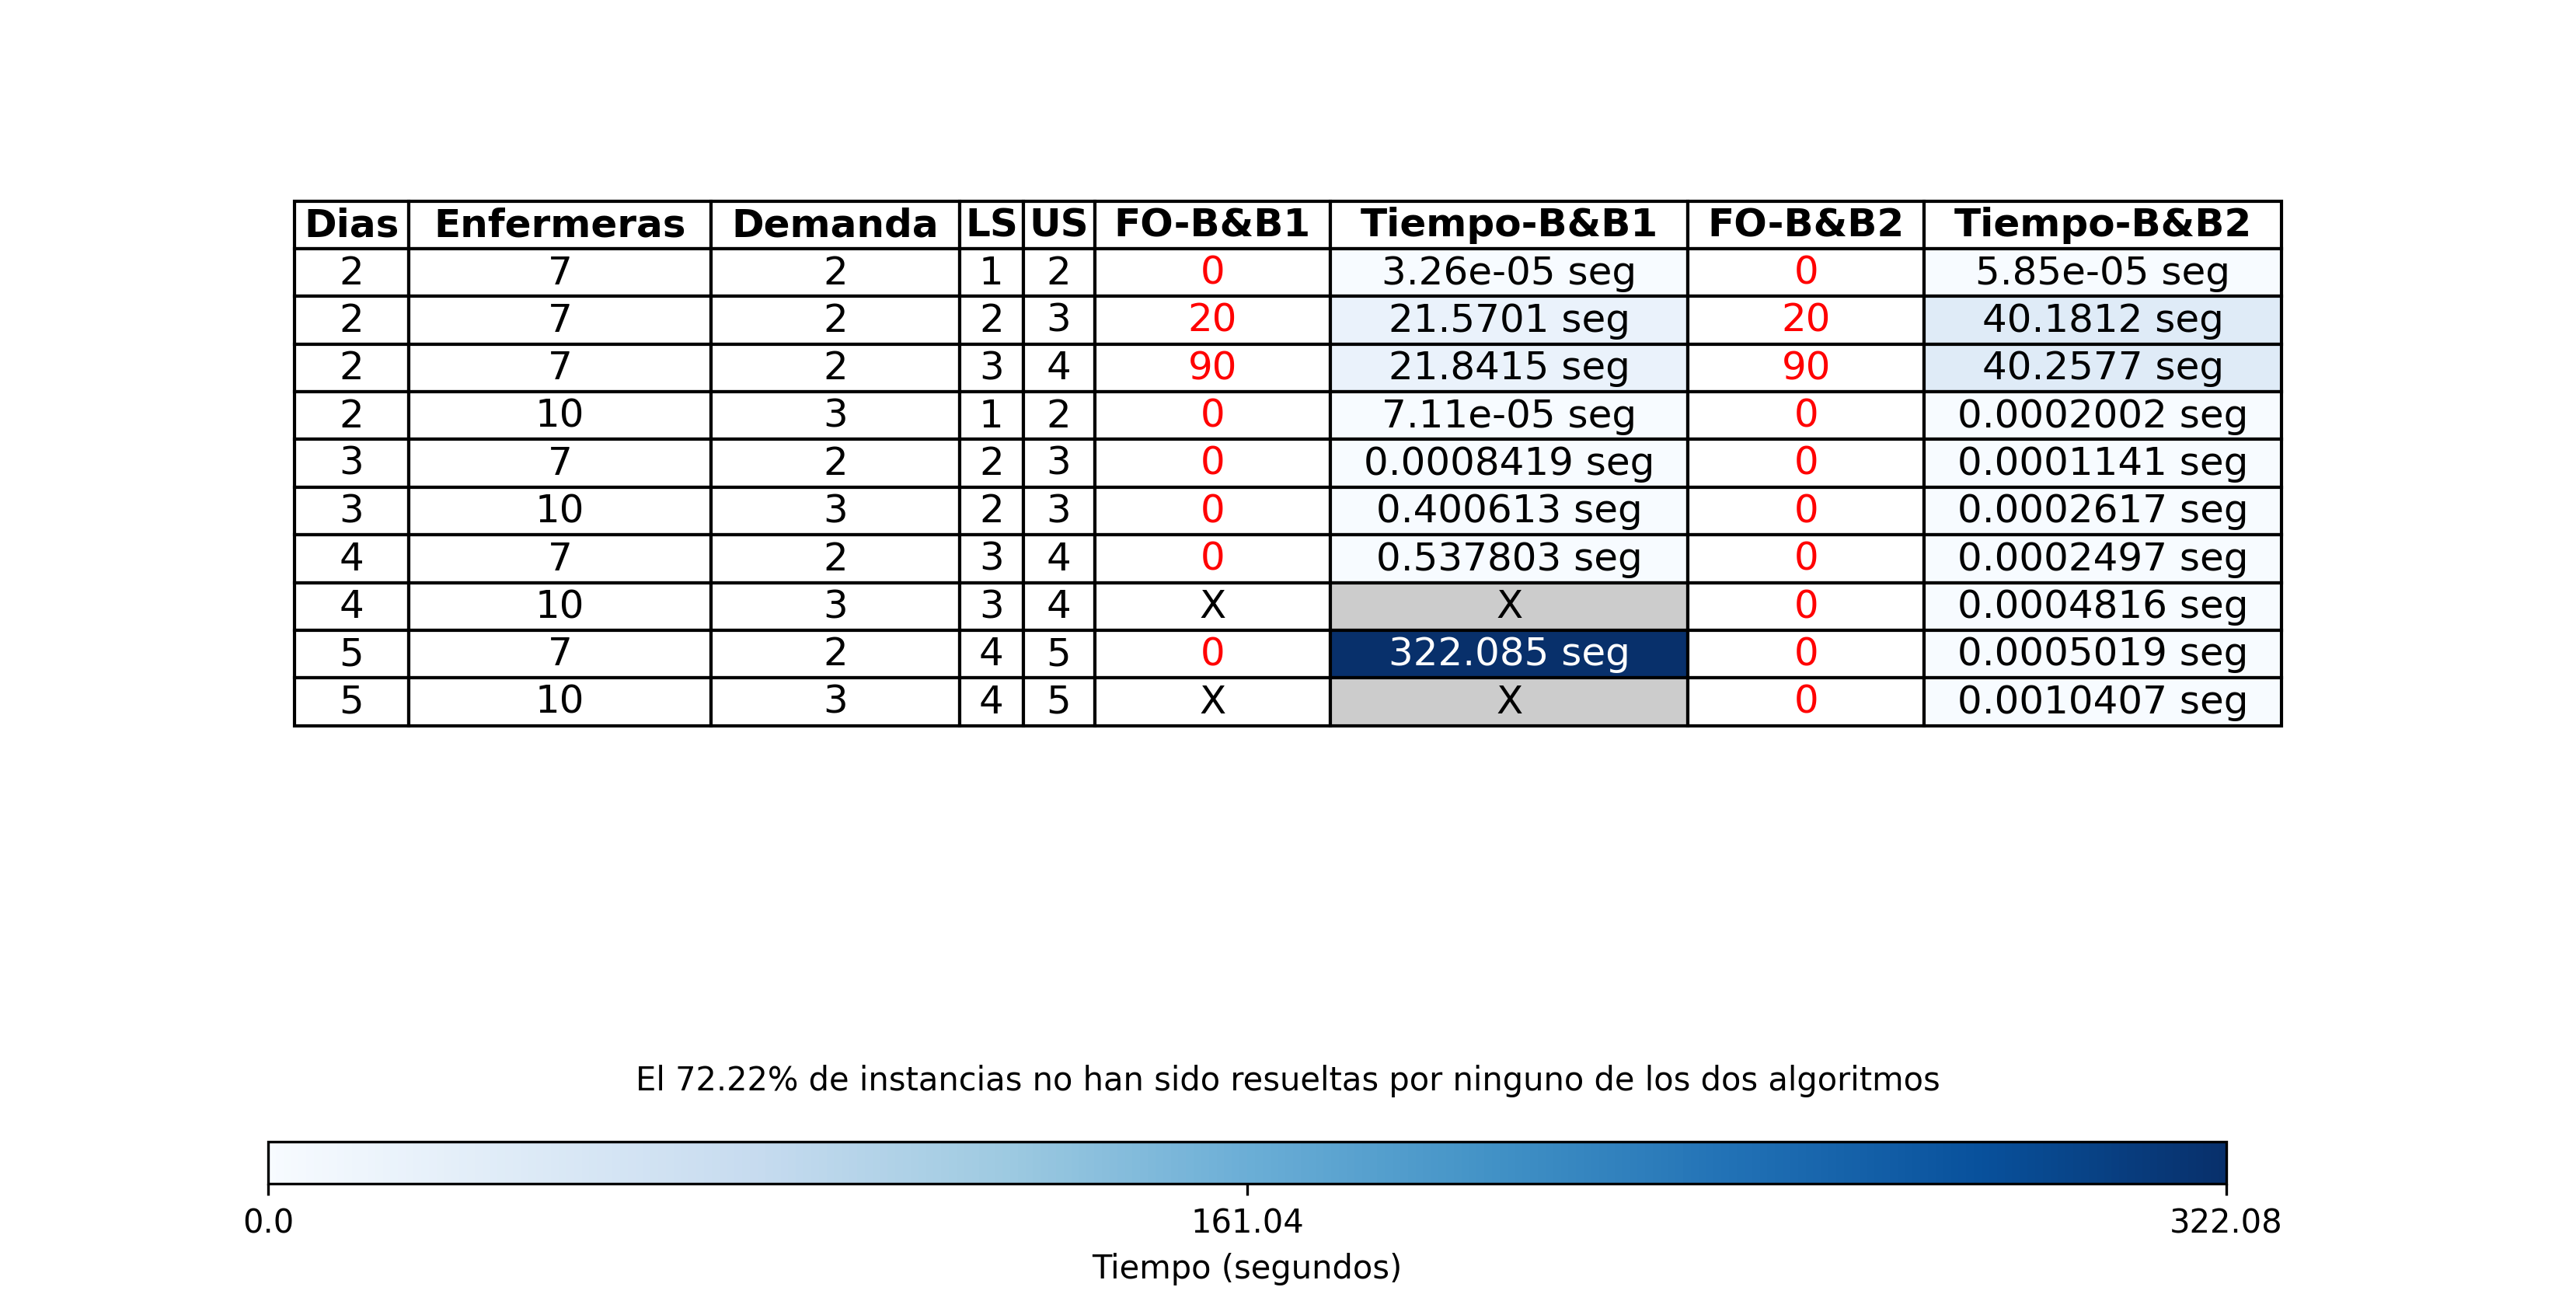 Dias Enfermeras Demanda LS US FO-B&B1 Tiempo-B&B1 FO-B&B2 Tiempo-B&B2
2 7 2 1 2 0 3.26e-05 seg 0 5.85e-05 seg
2 7 2 2 3 20 21.5701 seg 20 40.1812 seg
2 7 2 3 4 90 21.8415 seg 90 40.2577 seg
2 10 3 1 2 0 7.11e-05 seg 0 0.0002002 seg
3 7 2 2 3 0 0.0008419 seg 0 0.0001141 seg
3 10 3 2 3 0 0.400613 seg 0 0.0002617 seg
4 7 2 3 4 0 0.537803 seg 0 0.0002497 seg
4 10 3 3 4 X X 0 0.0004816 seg
5 7 2 4 5 0 322.085 seg 0 0.0005019 seg
5 10 3 4 5 X X 0 0.0010407 seg
El 72.22% de instancias no han sido resueltas por ninguno de los dos algoritmos
0.0 161.04 322.08
Tiempo (segundos)